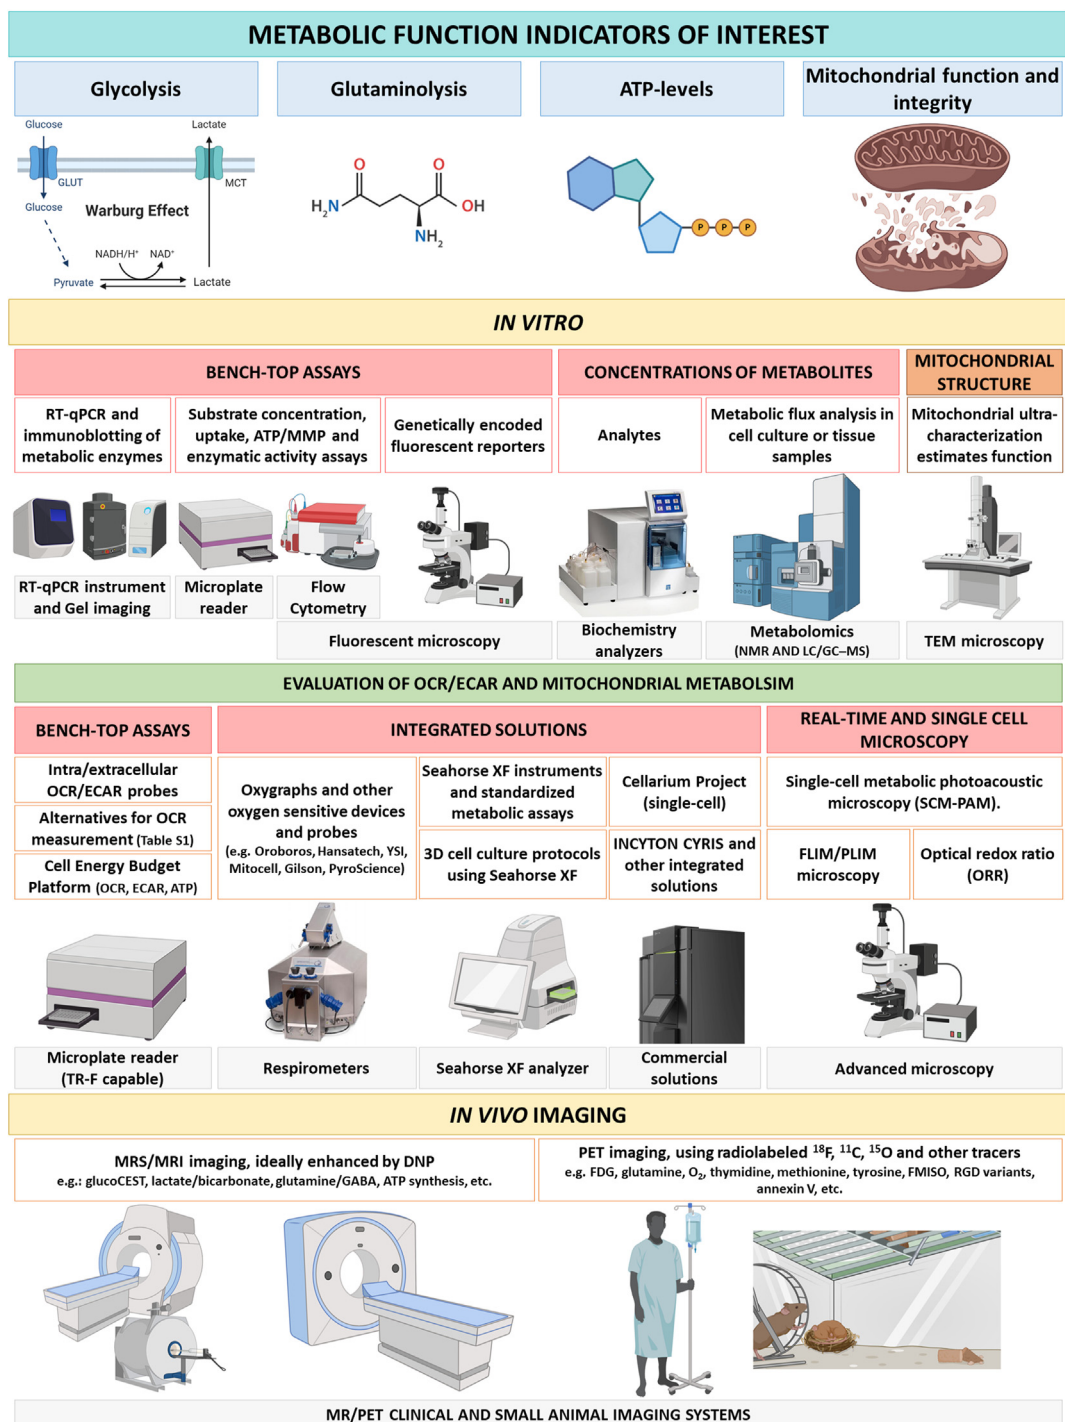 METABOLIC FUNCTION INDICATORS OF INTEREST
Glycolysis
Glutaminolysis
ATP-levels
Mitochondrial function and
integrity
Glucose
Lactate
GLUT
MCT
Glucose
Warburg Effect
NADH/H⁺
NAD⁺
Pyruvate
Lactate
O
O
H₂N
OH
NH₂
P P P
IN VITRO
BENCH-TOP ASSAYS
CONCENTRATIONS OF METABOLITES
MITOCHONDRIAL
STRUCTURE
RT-qPCR and
immunoblotting of
metabolic enzymes
Substrate concentration,
uptake, ATP/MMP and
enzymatic activity assays
Genetically encoded
fluorescent reporters
Analytes
Metabolic flux analysis in
cell culture or tissue
samples
Mitochondrial ultra-
characterization
estimates function
RT-qPCR instrument
and Gel imaging
Microplate
reader
Flow
Cytometry
Fluorescent microscopy
Biochemistry
analyzers
Metabolomics
(NMR AND LC/GC–MS)
TEM microscopy
EVALUATION OF OCR/ECAR AND MITOCHONDRIAL METABOLSIM
BENCH-TOP ASSAYS
INTEGRATED SOLUTIONS
REAL-TIME AND SINGLE CELL
MICROSCOPY
Intra/extracellular
OCR/ECAR probes
Alternatives for OCR
measurement (Table S1)
Cell Energy Budget
Platform (OCR, ECAR, ATP)
Oxygraphs and other
oxygen sensitive devices
and probes
(e.g. Oroboros, Hansatech, YSI,
Mitocell, Gilson, PyroScience)
Seahorse XF instruments
and standardized
metabolic assays
3D cell culture protocols
using Seahorse XF
Cellarium Project
(single-cell)
INCYTON CYRIS and
other integrated
solutions
Single-cell metabolic photoacoustic
microscopy (SCM-PAM).
FLIM/PLIM
microscopy
Optical redox ratio
(ORR)
Microplate reader
(TR-F capable)
Respirometers
Seahorse XF analyzer
Commercial
solutions
Advanced microscopy
IN VIVO IMAGING
MRS/MRI imaging, ideally enhanced by DNP
e.g.: glucoCEST, lactate/bicarbonate, glutamine/GABA, ATP synthesis, etc.
PET imaging, using radiolabeled ¹⁸F, ¹¹C, ¹⁵O and other tracers
e.g. FDG, glutamine, O₂, thymidine, methionine, tyrosine, FMISO, RGD variants,
annexin V, etc.
MR/PET CLINICAL AND SMALL ANIMAL IMAGING SYSTEMS